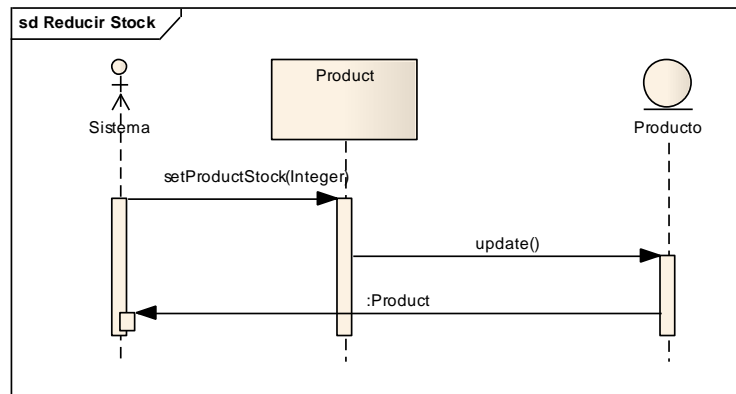 sd Reducir Stock
Sistema
Product
Producto
setProductStock(Integer)
update()
:Product